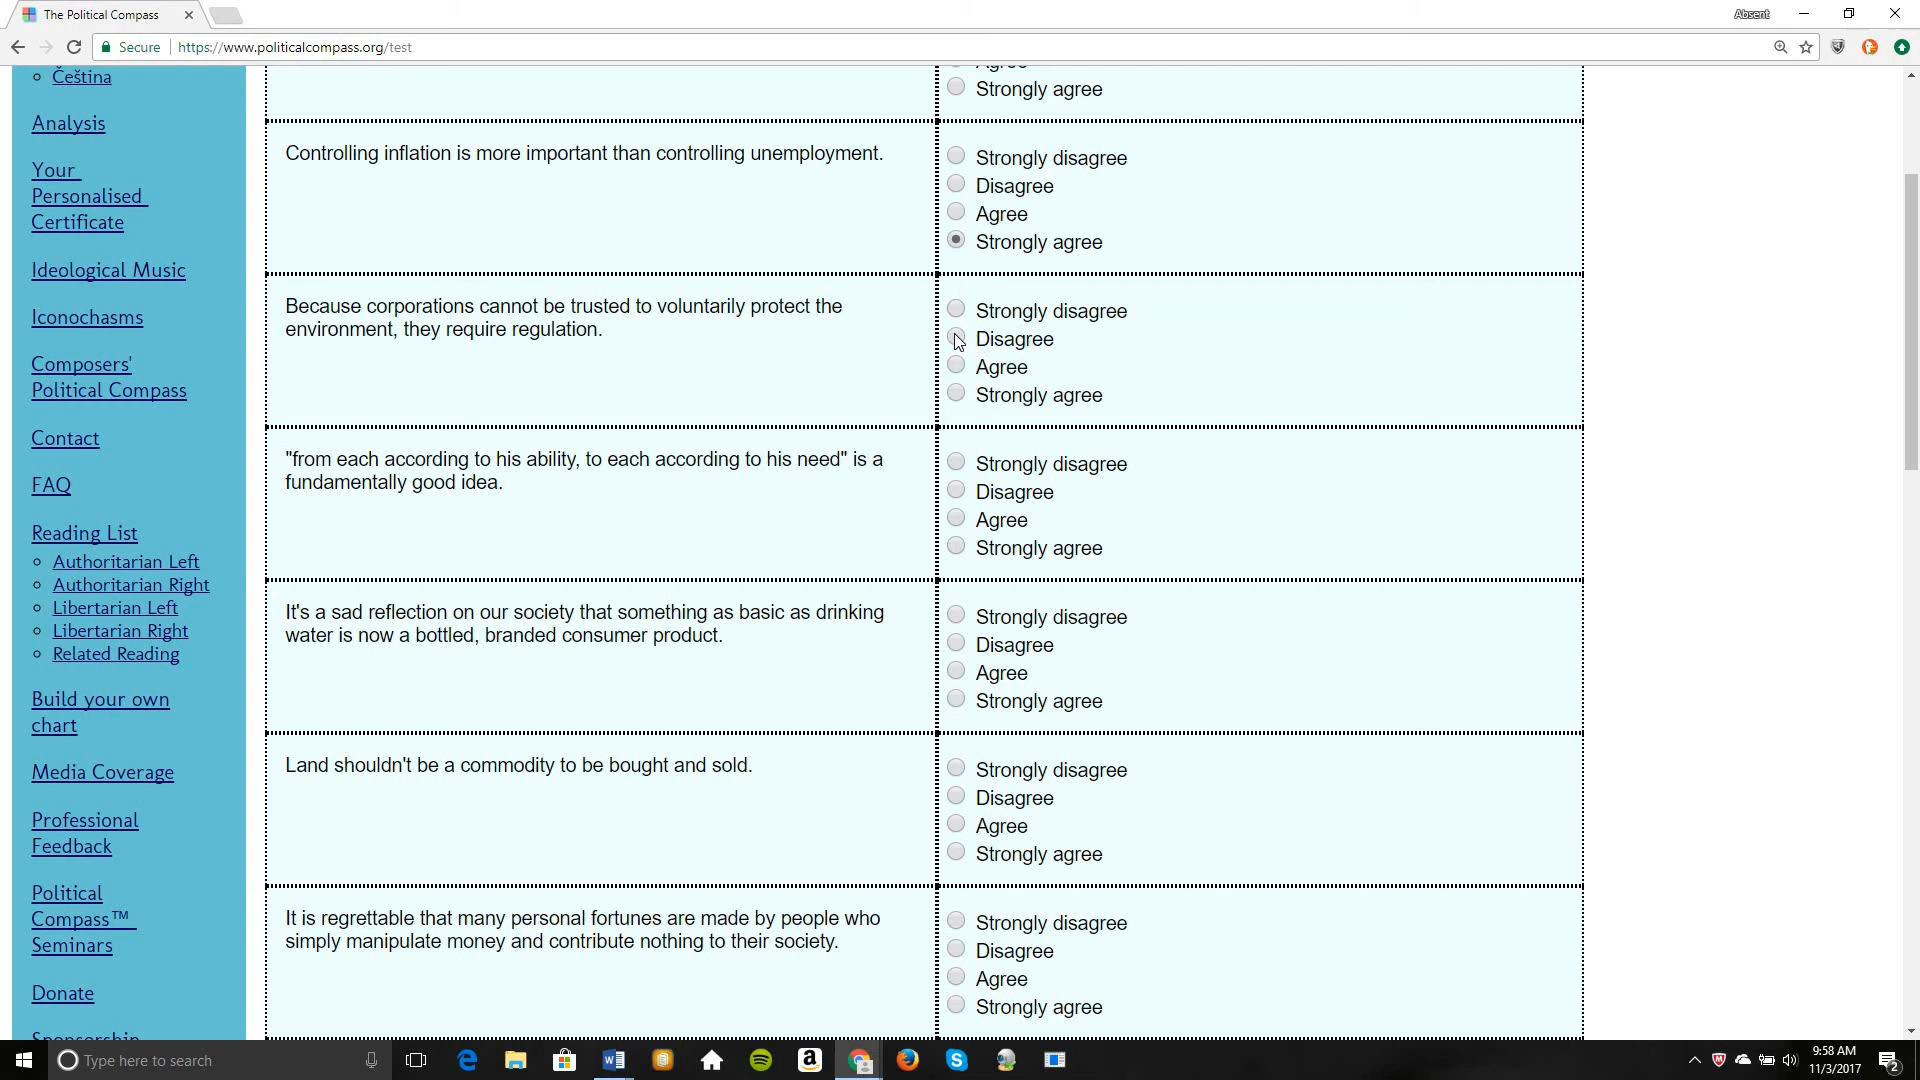 The Political Compass
Absent
Secure
https://www.politicalcompass.org/test
Čeština
Analysis
Your
Personalised
Certificate
Ideological Music
Iconochasms
Composers'
Political Compass
Contact
FAQ
Reading List
Authoritarian Left
Authoritarian Right
Libertarian Left
Libertarian Right
Related Reading
Build your own
chart
Media Coverage
Professional
Feedback
Political
Compass™
Seminars
Donate
Sponsorship
Agree
Strongly agree
Controlling inflation is more important than controlling unemployment.
Strongly disagree
Disagree
Agree
Strongly agree
Because corporations cannot be trusted to voluntarily protect the
environment, they require regulation.
Strongly disagree
Disagree
Agree
Strongly agree
"from each according to his ability, to each according to his need" is a
fundamentally good idea.
Strongly disagree
Disagree
Agree
Strongly agree
It's a sad reflection on our society that something as basic as drinking
water is now a bottled, branded consumer product.
Strongly disagree
Disagree
Agree
Strongly agree
Land shouldn't be a commodity to be bought and sold.
Strongly disagree
Disagree
Agree
Strongly agree
It is regrettable that many personal fortunes are made by people who
simply manipulate money and contribute nothing to their society.
Strongly disagree
Disagree
Agree
Strongly agree
Type here to search
9:58 AM
11/3/2017
2